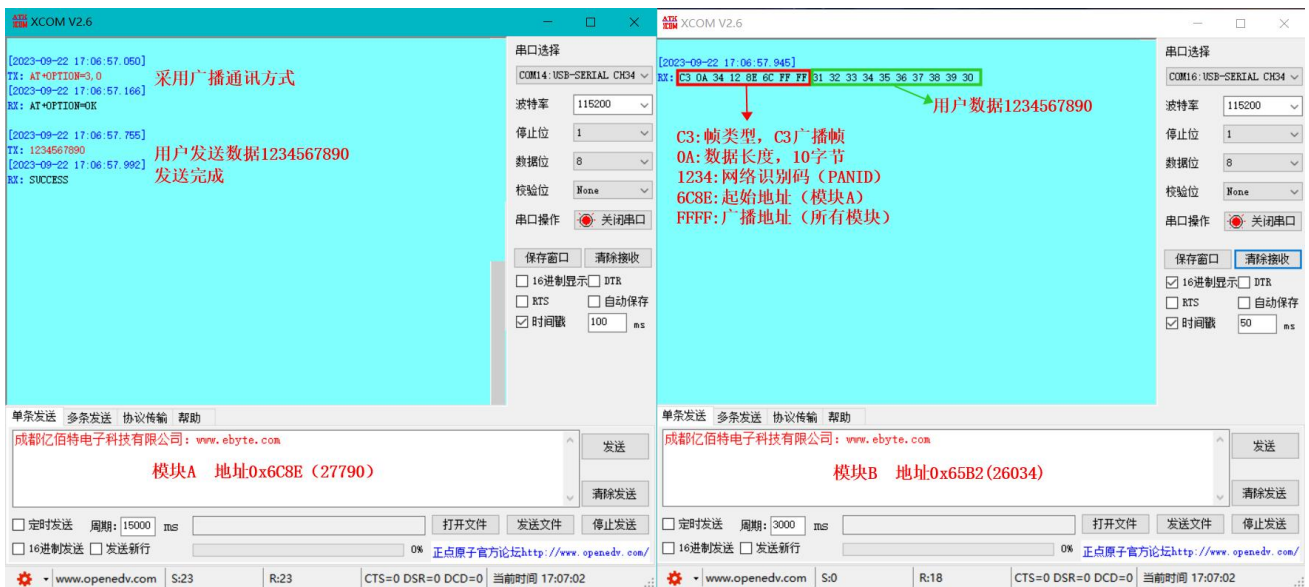 XCOM V2.6
[2023-09-22 17:06:57.050]
TX: AT+OPTION=3,0
采用广播通讯方式
[2023-09-22 17:06:57.166]
RX: AT+OPTION=OK
[2023-09-22 17:06:57.755]
TX: 1234567890
用户发送数据1234567890
[2023-09-22 17:06:57.992]
RX: SUCCESS
发送完成
串口选择
COM14:USB-SERIAL CH34
波特率 115200
停止位 1
数据位 8
校验位 None
串口操作 关闭串口
保存窗口 清除接收
16进制显示 DTR
RTS 自动保存
时间戳 100 ms
单条发送 多条发送 协议传输 帮助
成都亿佰特电子科技有限公司：www.ebyte.com
模块A 地址0x6C8E（27790）
发送
清除发送
定时发送 周期: 15000 ms 打开文件 发送文件 停止发送
16进制发送 发送新行 0% 正点原子官方论坛http://www.openedv.com/
www.openedv.com S:23 R:23 CTS=0 DSR=0 DCD=0 当前时间 17:07:02
XCOM V2.6
[2023-09-22 17:06:57.945]
RX: C3 0A 34 12 8E 6C FF FF 31 32 33 34 35 36 37 38 39 30
用户数据1234567890
C3:帧类型，C3广播帧
0A:数据长度，10字节
1234:网络识别码（PANID）
6C8E:起始地址（模块A）
FFFF:广播地址（所有模块）
串口选择
COM16:USB-SERIAL CH34
波特率 115200
停止位 1
数据位 8
校验位 None
串口操作 关闭串口
保存窗口 清除接收
16进制显示 DTR
RTS 自动保存
时间戳 50 ms
单条发送 多条发送 协议传输 帮助
成都亿佰特电子科技有限公司：www.ebyte.com
模块B 地址0x65B2(26034)
发送
清除发送
定时发送 周期: 3000 ms 打开文件 发送文件 停止发送
16进制发送 发送新行 0% 正点原子官方论坛http://www.openedv.com/
www.openedv.com S:0 R:18 CTS=0 DSR=0 DCD=0 当前时间 17:07:02